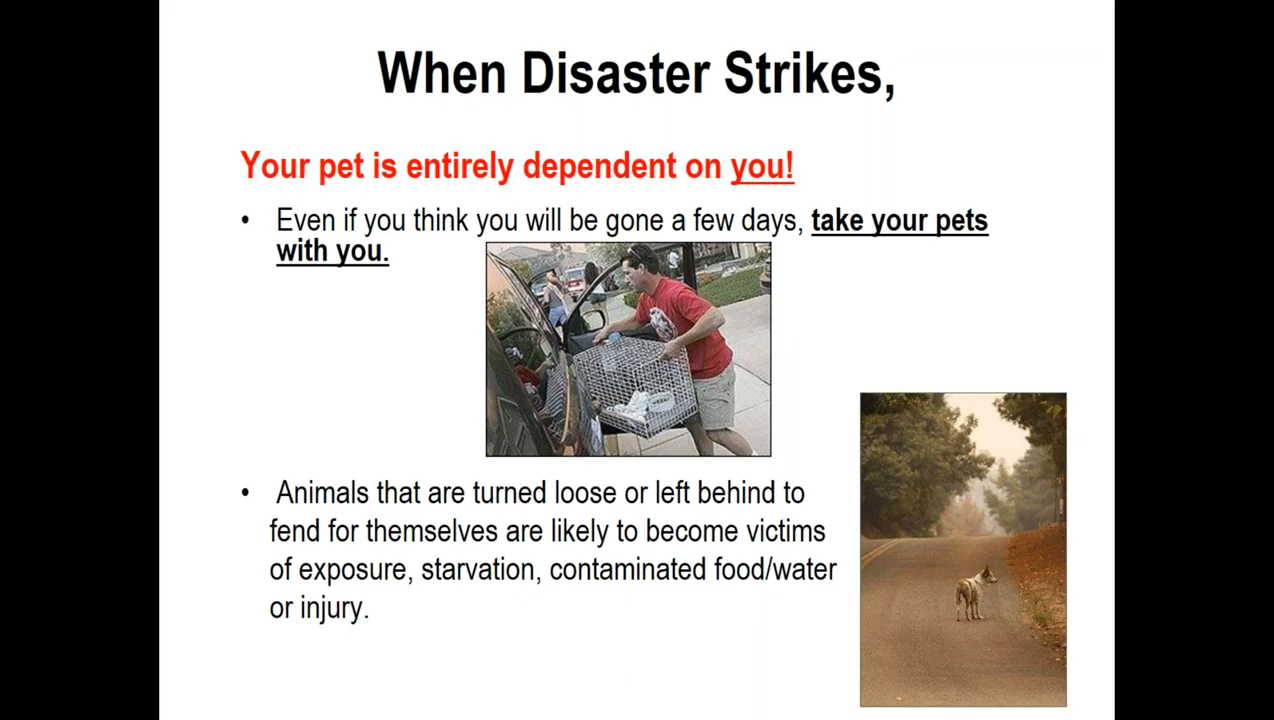 When Disaster Strikes,
Your pet is entirely dependent on you!
• Even if you think you will be gone a few days, take your pets
with you.
• Animals that are turned loose or left behind to
fend for themselves are likely to become victims
of exposure, starvation, contaminated food/water
or injury.